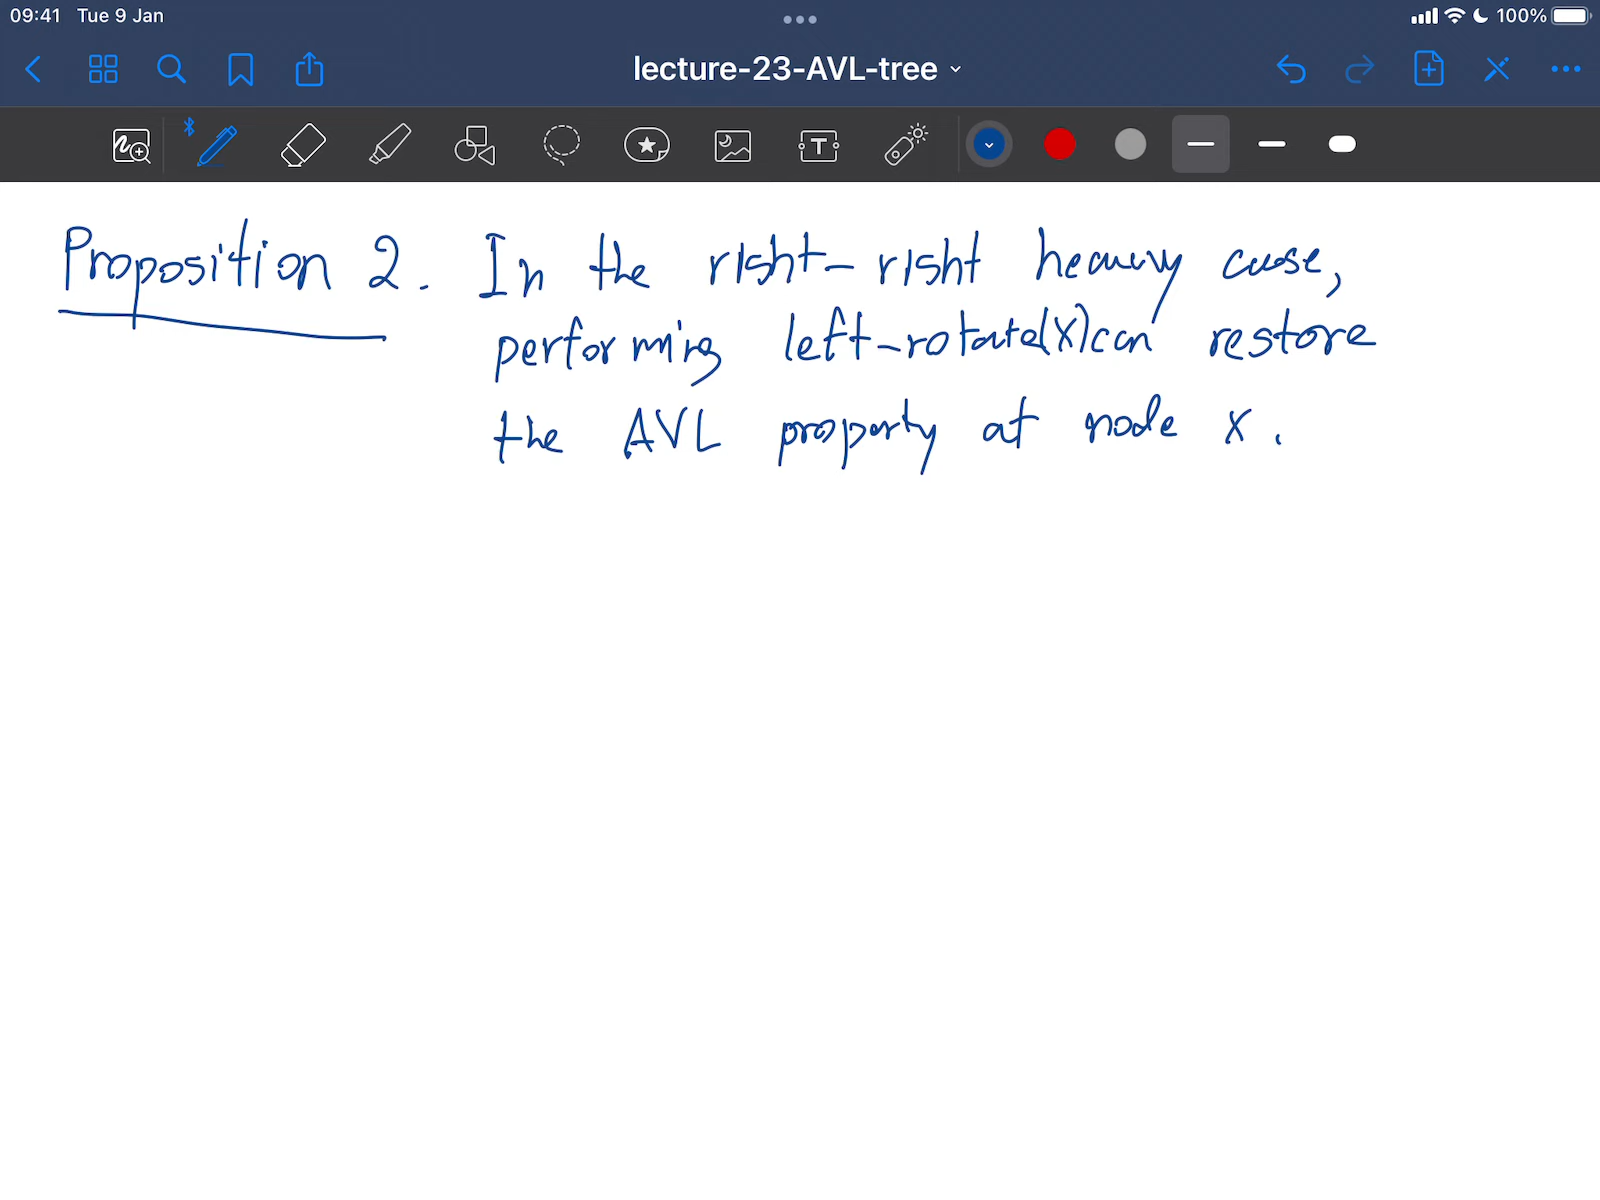 09:41 Tue 9 Jan
100%
lecture-23-AVL-tree
T
Proposition 2. In the right-right heavy case,
performing left-rotate(x) can restore
the AVL property at node x.